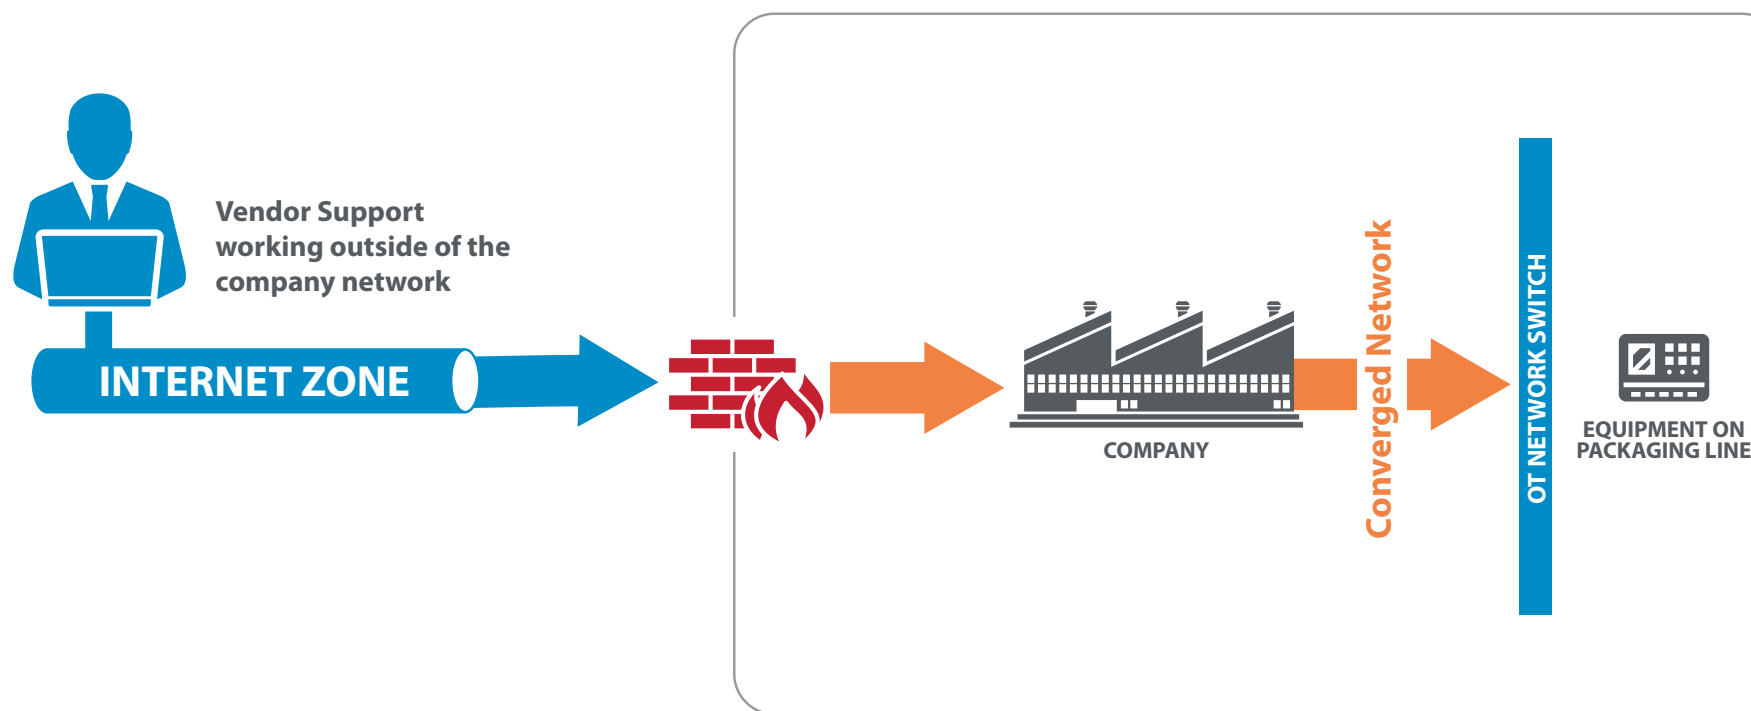 Vendor Support
working outside of the
company network
INTERNET ZONE
COMPANY
Converged Network
OT NETWORK SWITCH
EQUIPMENT ON
PACKAGING LINE